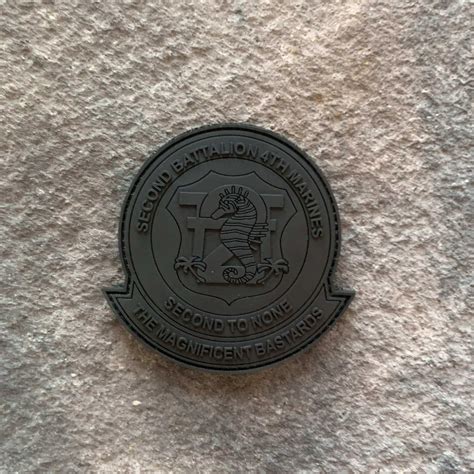 SECOND BATTALION 4TH MARINES
SECOND TO NONE
THE MAGNIFICENT BASTARDS